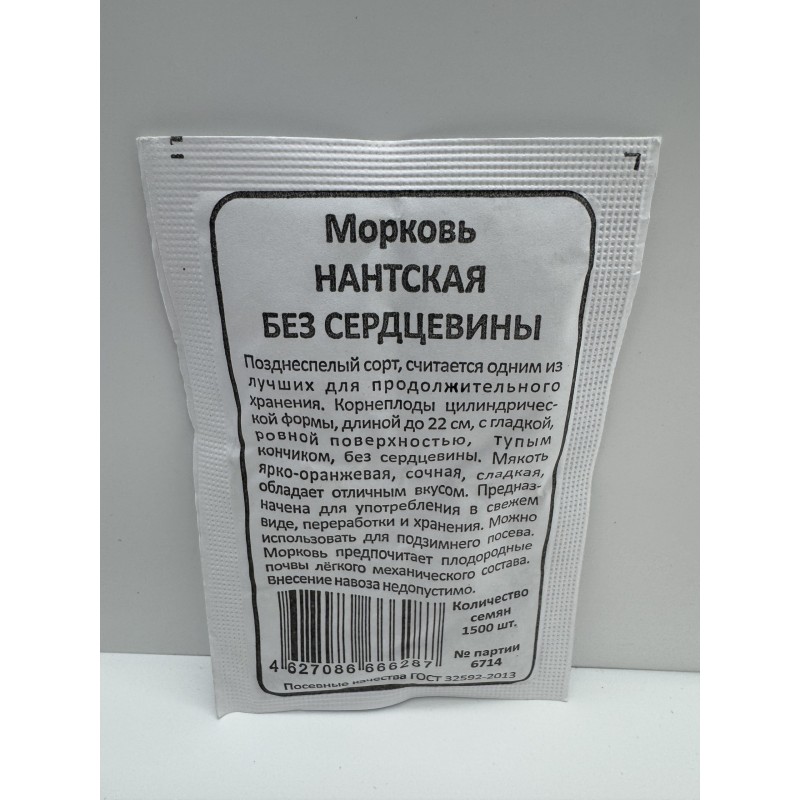 Морковь
НАНТСКАЯ
БЕЗ СЕРДЦЕВИНЫ
Позднеспелый сорт, считается одним из
лучших для продолжительного
хранения. Корнеплоды цилиндричес-
кой формы, длиной до 22 см, с гладкой,
ровной поверхностью, тупым
кончиком, без сердцевины. Мякоть
ярко-оранжевая, сочная, сладкая,
обладает отличным вкусом. Предназ-
начена для употребления в свежем
виде, переработки и хранения. Можно
использовать для подзимнего посева.
Морковь предпочитает плодородные
почвы лёгкого механического состава.
Внесение навоза недопустимо.
Количество
семян
1500 шт.
№ партии
6714
4 627086 666287
Посевные качества ГОСТ 32592-2013